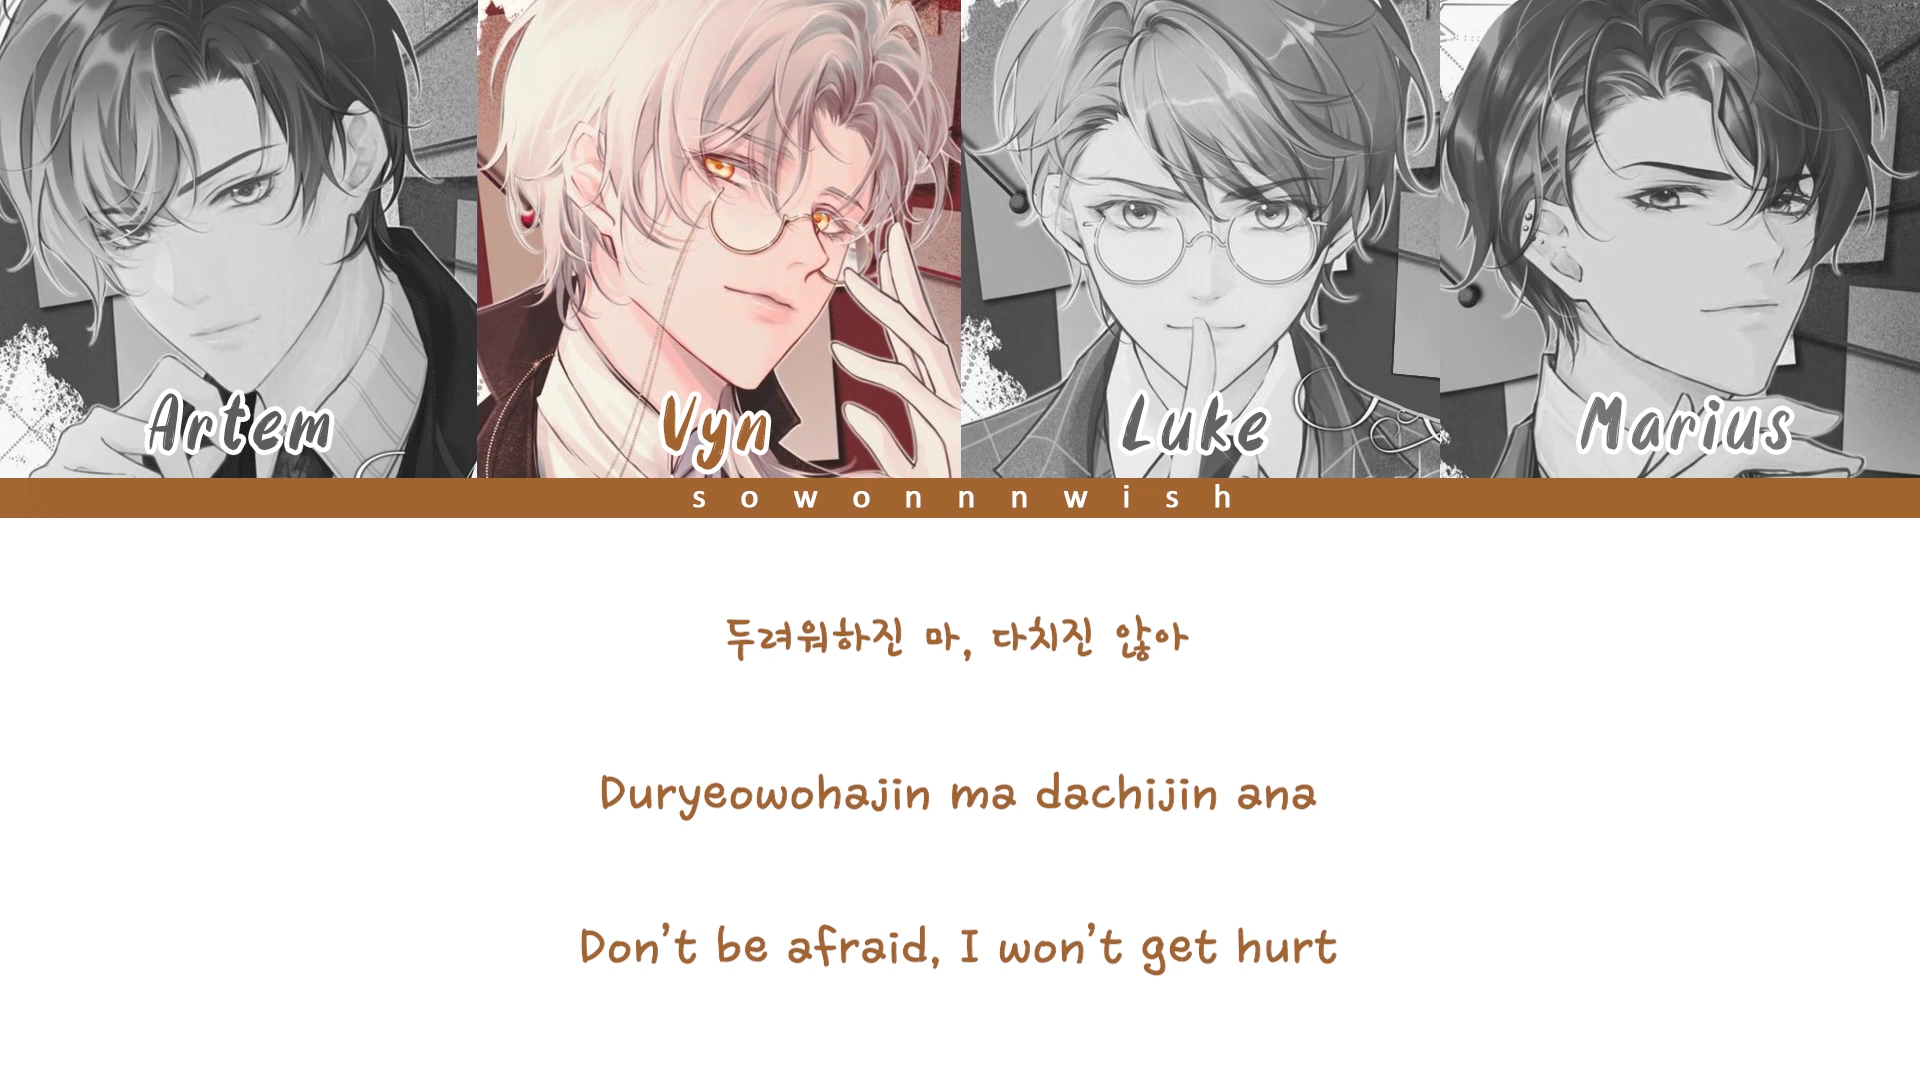 Artem
Vyn
Luke
Marius
sowonnnwish
두려워하진 마, 다치진 않아
Duryeowohajin ma dachijin ana
Don't be afraid, I won't get hurt